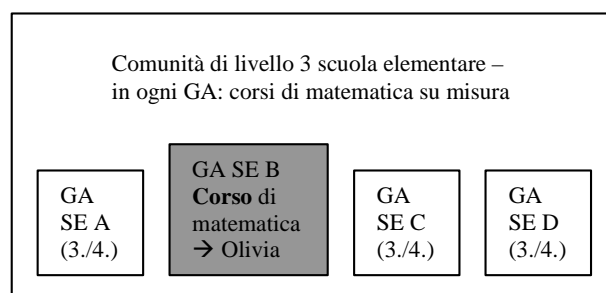 Comunità di livello 3 scuola elementare –
in ogni GA: corsi di matematica su misura
GA
SE A
(3./4.)
GA SE B
Corso di
matematica
→ Olivia
GA
SE C
(3./4.)
GA
SE D
(3./4.)